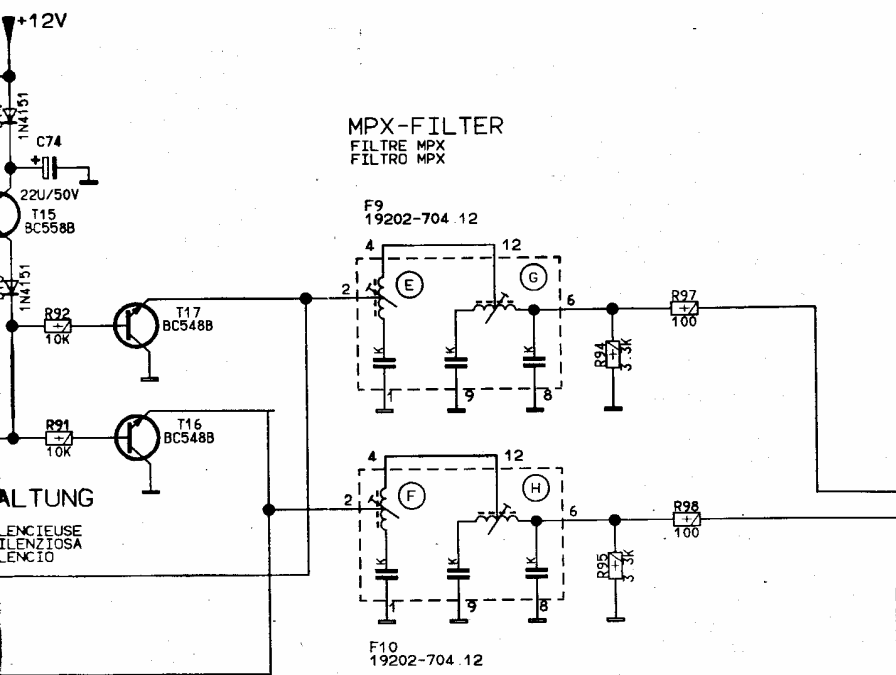 +12V
1N4151
C74
+
22U/50V
T15
BC558B
1N4151
R92
10K
T17
BC548B
R91
10K
T16
BC548B
ALTUNG
LENCIEUSE
ILENZIOSA
LENCIO
MPX-FILTER
FILTRE MPX
FILTRO MPX
F9
19202-704.12
4
12
2
E
G
6
K
K
K
1
9
8
R97
100
R94
3.3K
4
12
2
F
H
6
K
K
K
1
9
8
R98
100
R95
3.3K
F10
19202-704.12